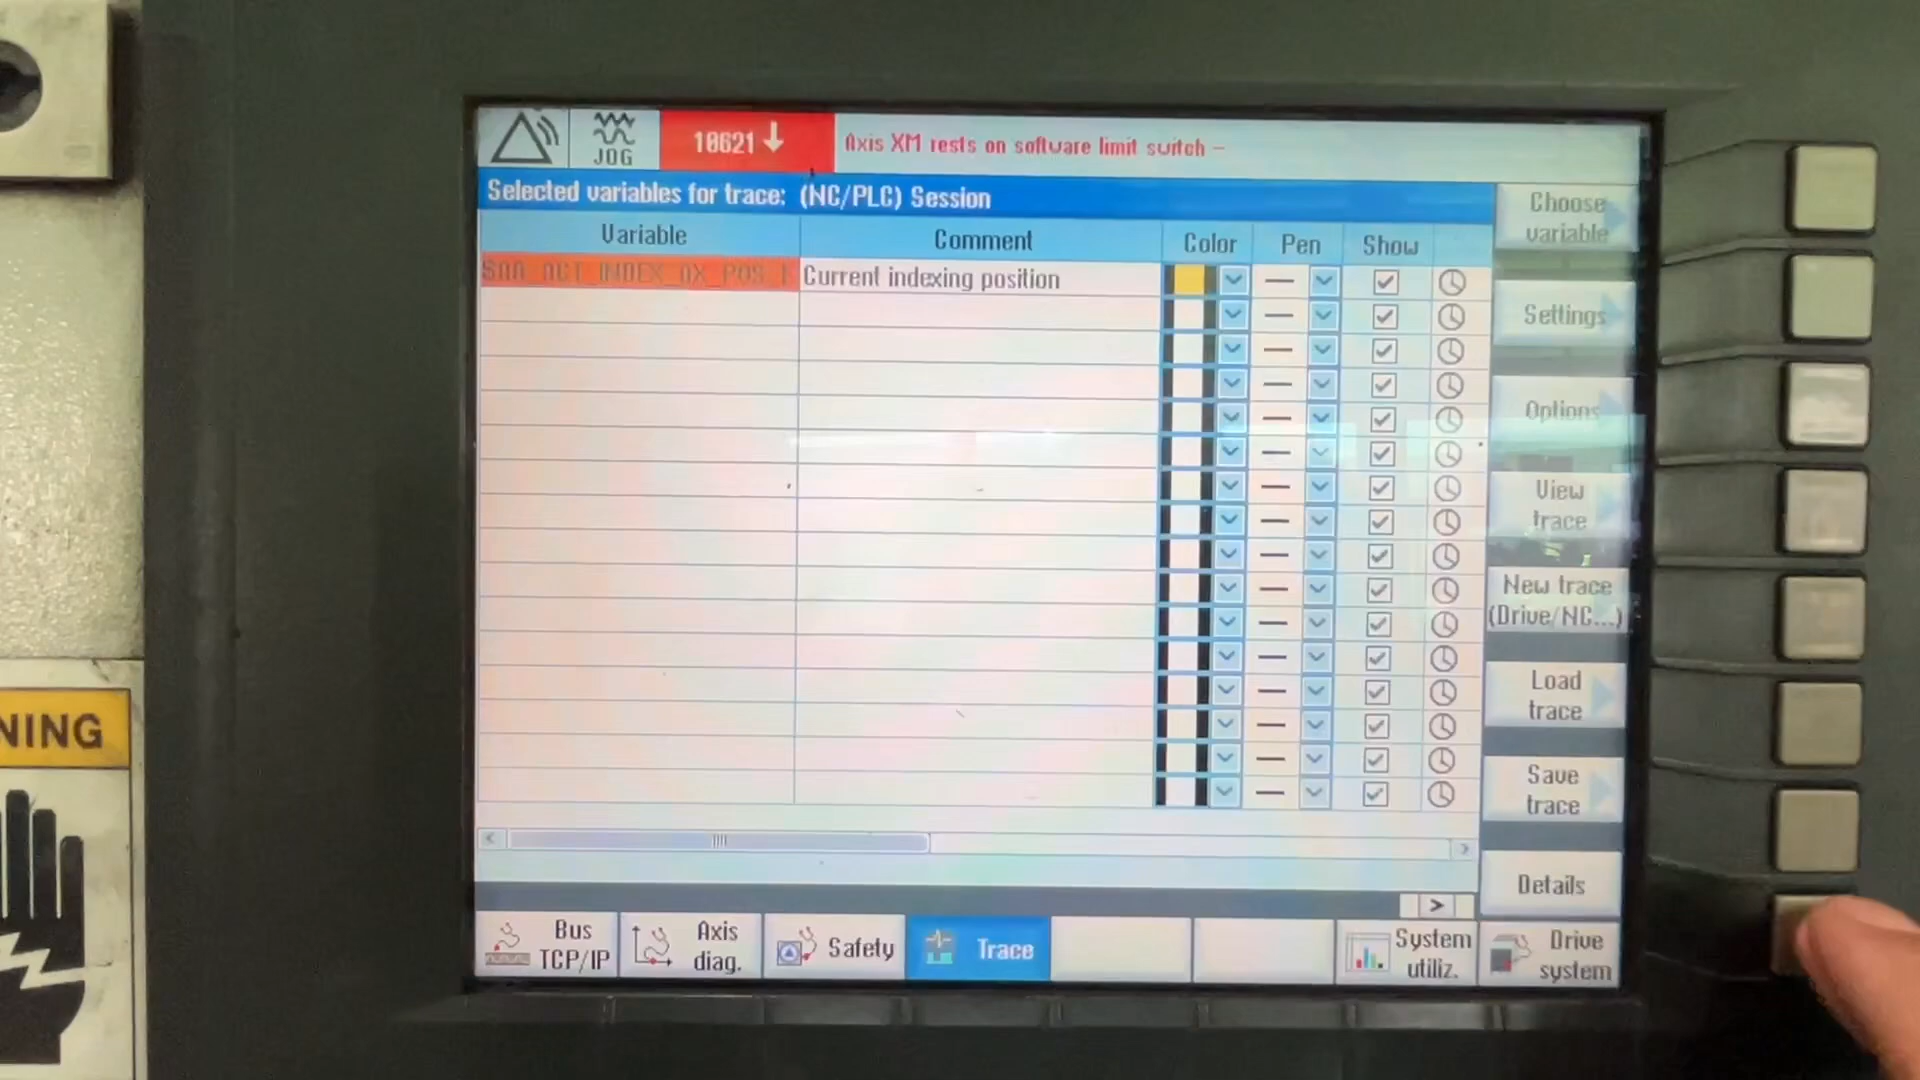 JOG
10621
Axis XM rests on software limit switch -
Selected variables for trace: (NC/PLC) Session
Variable
Comment
Color
Pen
Show
Current indexing position
Choose
variable
Settings
Options
View
trace
New trace
(Drive/NC...)
Load
trace
Save
trace
Details
>
Bus
TCP/IP
Axis
diag.
Safety
Trace
System
utiliz.
Drive
system
NING